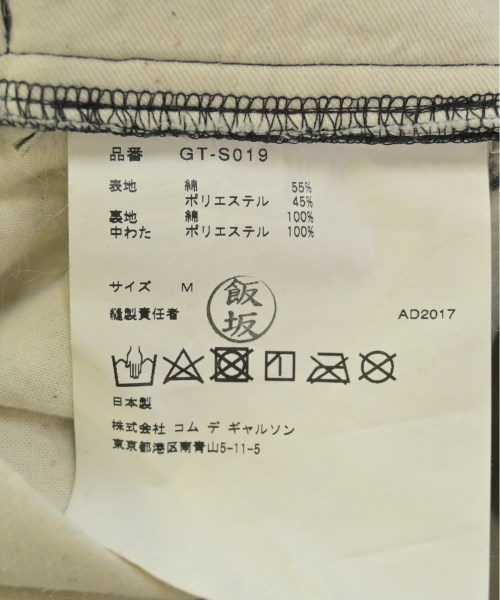 品番 GT-S019
表地 綿 55%
ポリエステル 45%
裏地 綿 100%
中わた ポリエステル 100%
サイズ M
飯坂
縫製責任者 AD2017
日本製
株式会社 コム デ ギャルソン
東京都港区南青山5-11-5